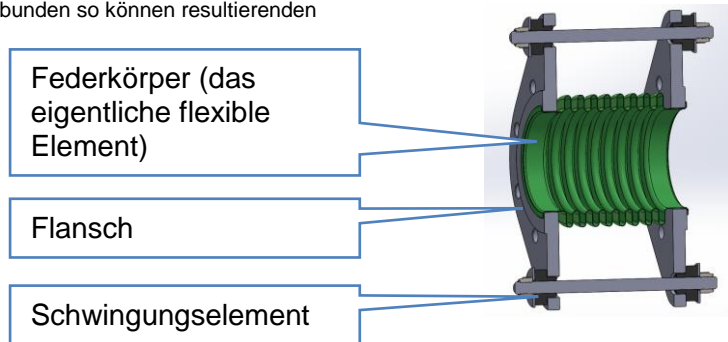 bunden so können resultierenden
Federkörper (das
eigentliche flexible
Element)
Flansch
Schwingungselement